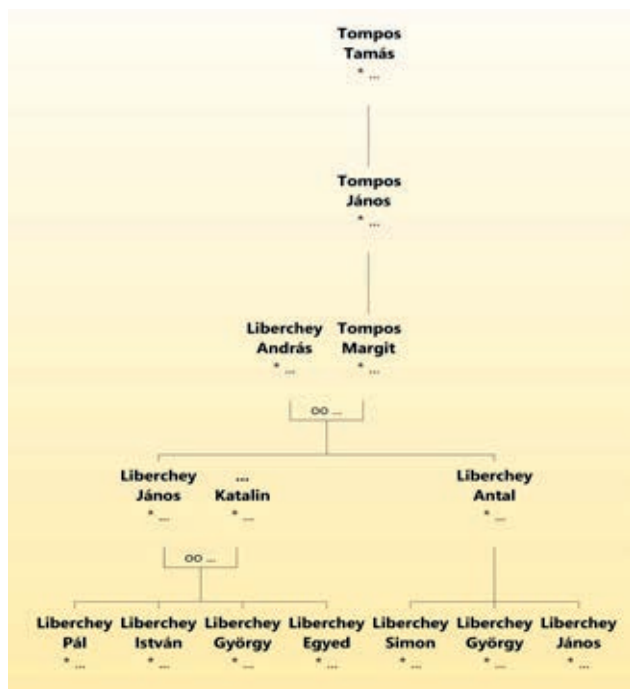 Tompos
Tamás
* ...
Tompos
János
* ...
Liberchey Tompos
András Margit
* ... * ...
oo ...
Liberchey ... Liberchey
János Katalin Antal
* ... * ... * ...
oo ...
Liberchey Liberchey Liberchey Liberchey Liberchey Liberchey Liberchey
Pál István György Egyed Simon György János
* ... * ... * ... * ... * ... * ... * ...